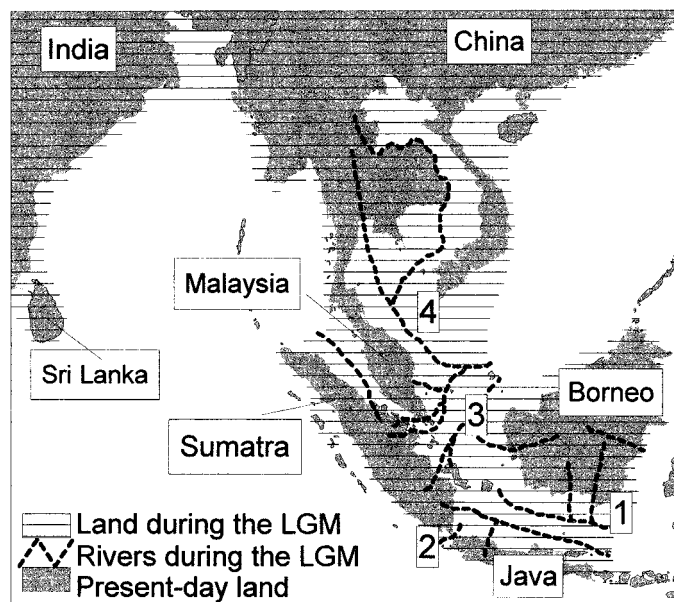 India
China
Malaysia
4
Sri Lanka
Borneo
3
Sumatra
1
2
Java
Land during the LGM
Rivers during the LGM
Present-day land